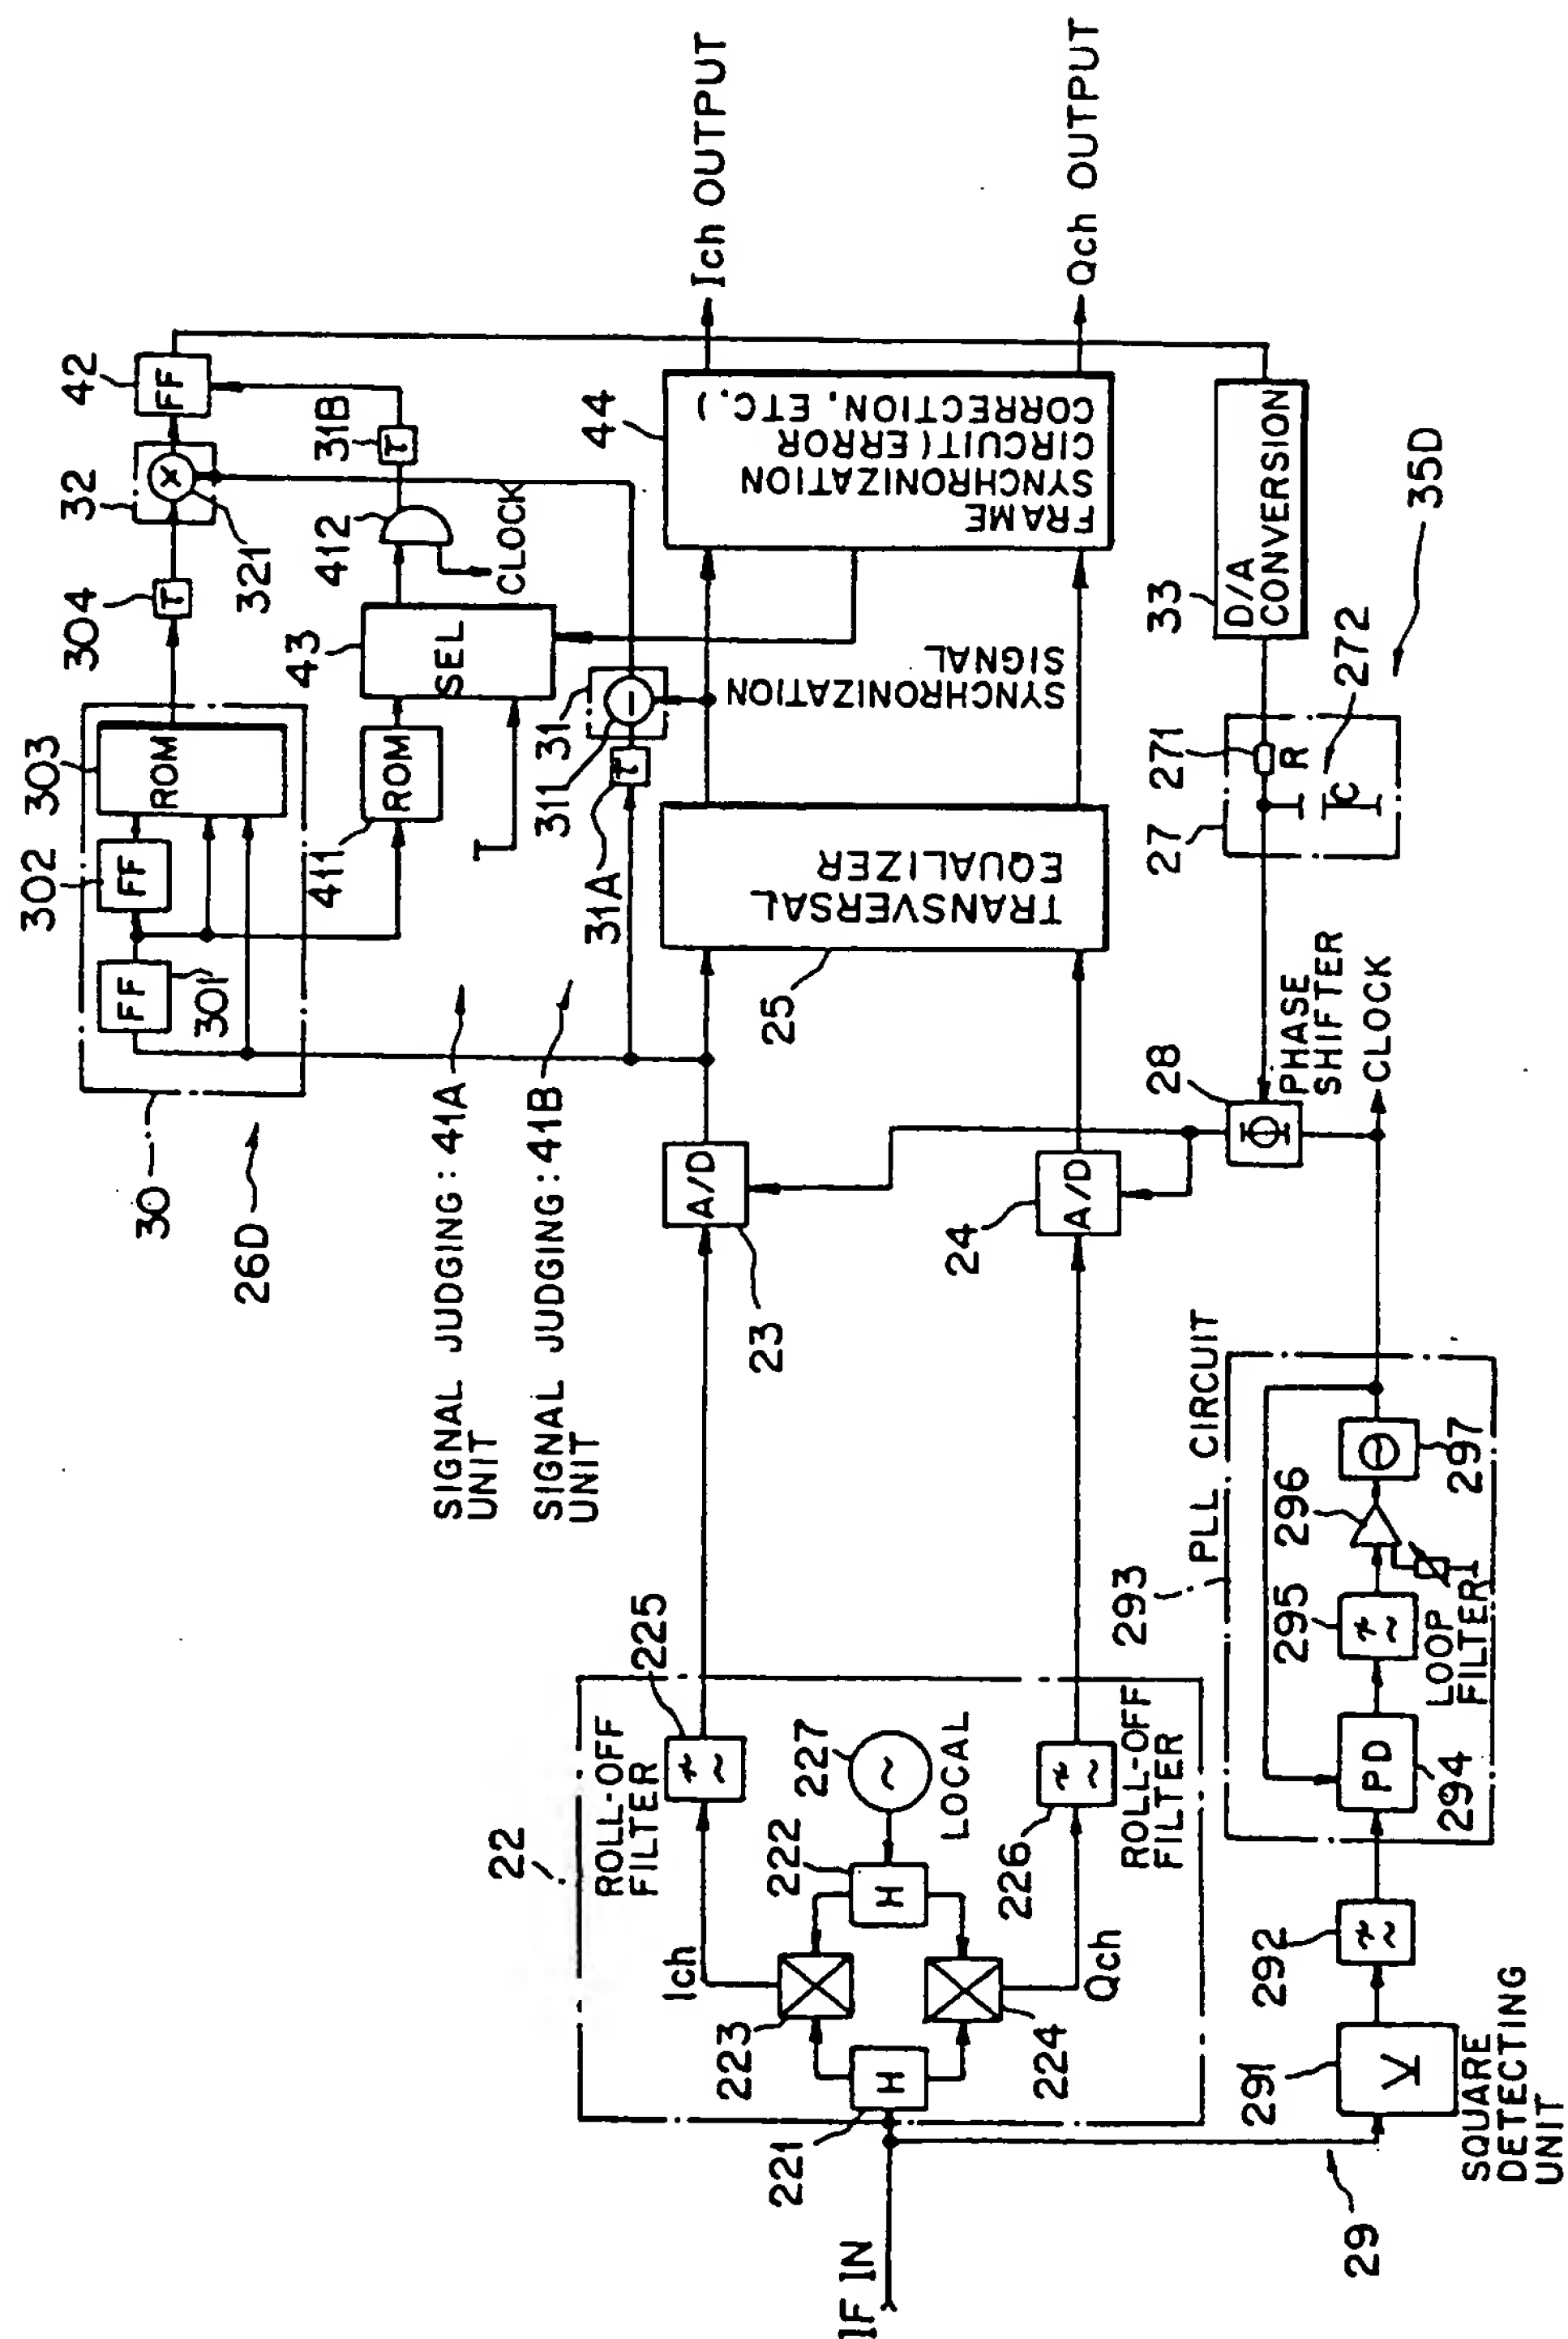 IF IN
29
221
22
ROLL-OFF
FILTER
225
Ich
223
H
H
222
227
LOCAL
224
Qch
226
ROLL-OFF
FILTER
291
SQUARE
DETECTING
UNIT
292
293
PLL CIRCUIT
PD
294
295
LOOP
FILTER
296
297
26D
30
FF
301
302
FF
303
ROM
304
τ
32
321
42
FF
SIGNAL JUDGING: 41A
UNIT
SIGNAL JUDGING: 41B
UNIT
411
ROM
43
SEL
412
CLOCK
31B
τ
31A
τ
311
31
23
A/D
24
A/D
25
TRANSVERSAL
EQUALIZER
SYNCHRONIZATION
SIGNAL
44
FRAME
SYNCHRONIZATION
CIRCUIT (ERROR
CORRECTION, ETC.)
Ich OUTPUT
Qch OUTPUT
28
PHASE
SHIFTER
CLOCK
27
271
R
C
272
33
D/A
CONVERSION
35D